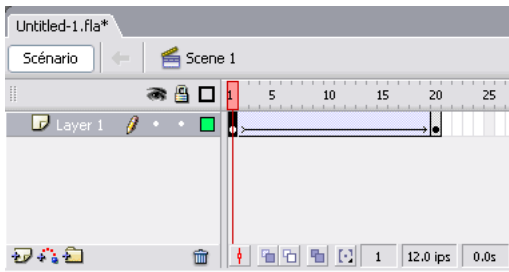 Untitled-1.fla*
Scénario Scene 1
1 5 10 15 20 25
Layer 1
1 12.0 ips 0.0s